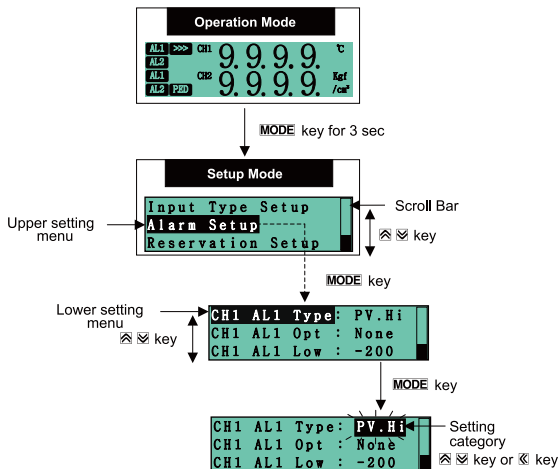 Operation Mode
AL1 >>> CH1 9.9.9.9. ℃
AL2
AL1 CH2 9.9.9.9. Kgf
AL2 PED /cm²
MODE key for 3 sec
Setup Mode
Input Type Setup
Alarm Setup
Reservation Setup
Scroll Bar
Upper setting
menu
key
MODE key
Lower setting
menu
key
CH1 AL1 Type: PV.Hi
CH1 AL1 Opt : None
CH1 AL1 Low : -200
MODE key
CH1 AL1 Type: PV.Hi
CH1 AL1 Opt : None
CH1 AL1 Low : -200
Setting
category
key or key